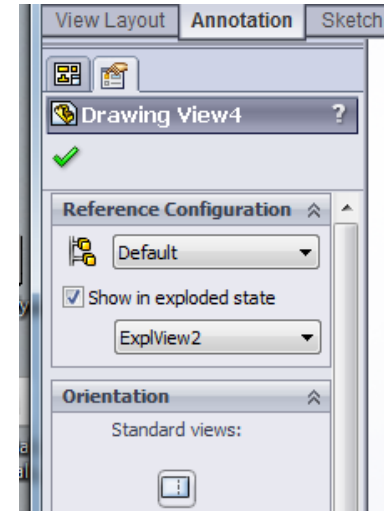 View Layout Annotation Sketch
Drawing View4 ?
Reference Configuration
Default
Show in exploded state
ExplView2
Orientation
Standard views: